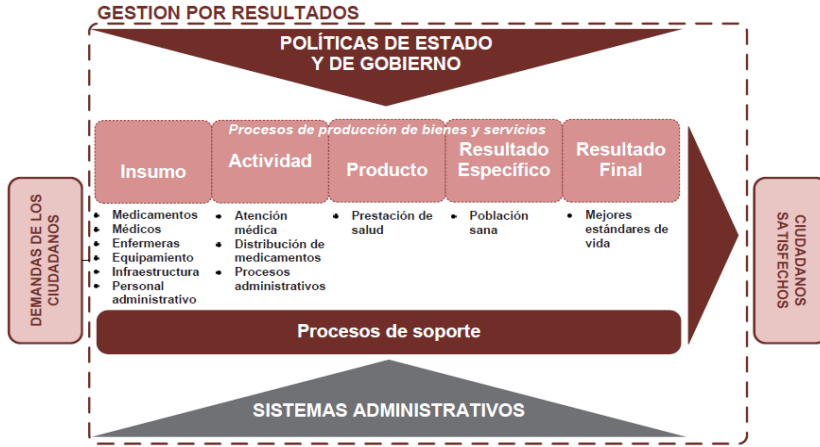 GESTION POR RESULTADOS
POLÍTICAS DE ESTADO
Y DE GOBIERNO
Procesos de producción de bienes y servicios
Insumo
Actividad
Producto
Resultado
Específico
Resultado
Final
DEMANDAS DE LOS
CIUDADANOS
• Medicamentos
• Médicos
• Enfermeras
• Equipamiento
• Infraestructura
• Personal
administrativo
• Atención
médica
• Distribución de
medicamentos
• Procesos
administrativos
• Prestación de
salud
• Población
sana
• Mejores
estándares de
vida
CIUDADANOS
SATISFECHOS
Procesos de soporte
SISTEMAS ADMINISTRATIVOS